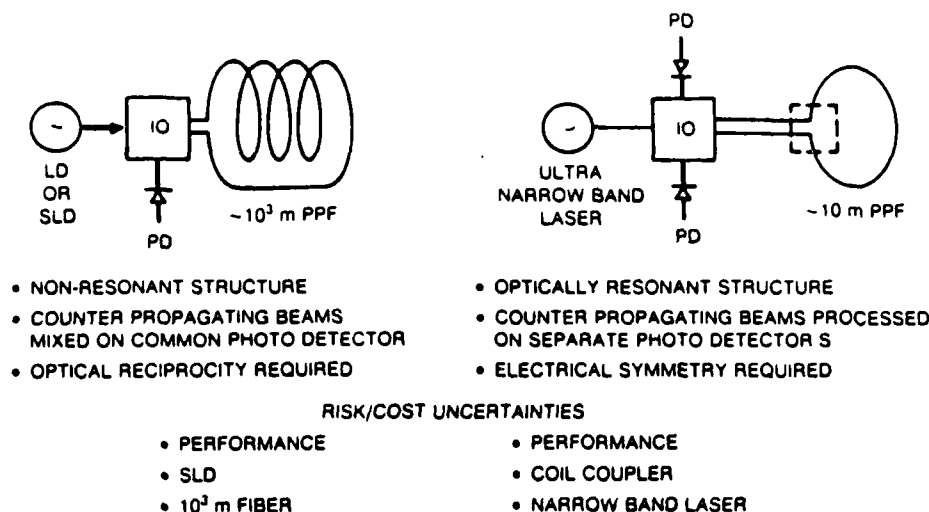 PD
IO
LD
OR
SLD
PD
~10³ m PPF
IO
ULTRA
NARROW BAND
LASER
PD
~10 m PPF
• NON-RESONANT STRUCTURE
• COUNTER PROPAGATING BEAMS
MIXED ON COMMON PHOTO DETECTOR
• OPTICAL RECIPROCITY REQUIRED
• OPTICALLY RESONANT STRUCTURE
• COUNTER PROPAGATING BEAMS PROCESSED
ON SEPARATE PHOTO DETECTOR S
• ELECTRICAL SYMMETRY REQUIRED
RISK/COST UNCERTAINTIES
• PERFORMANCE
• SLD
• 10³ m FIBER
• PERFORMANCE
• COIL COUPLER
• NARROW BAND LASER